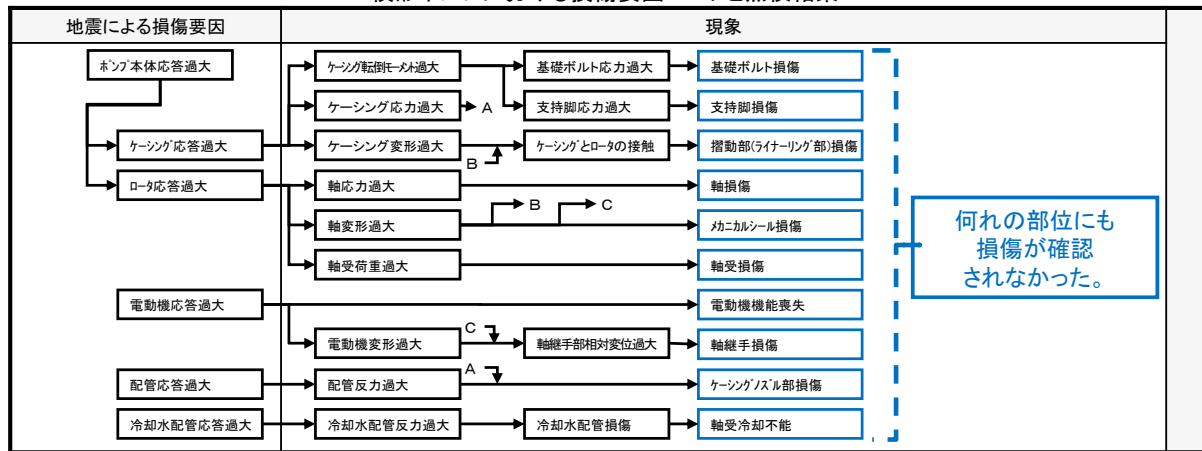 地震による損傷要因
現象
ポンプ本体応答過大
ケーシング転倒モーメント過大
基礎ボルト応力過大
基礎ボルト損傷
ケーシング応力過大
A
支持脚応力過大
支持脚損傷
ケーシング応答過大
ケーシング変形過大
B
ケーシングとロータの接触
摺動部(ライナーリング部)損傷
ロータ応答過大
軸応力過大
軸損傷
軸変形過大
B
C
メカニカルシール損傷
軸受荷重過大
軸受損傷
電動機応答過大
電動機機能喪失
電動機変形過大
C
軸継手部相対変位過大
軸継手損傷
配管応答過大
配管反力過大
A
ケーシングノズル部損傷
冷却水配管応答過大
冷却水配管反力過大
冷却水配管損傷
軸受冷却不能
何れの部位にも
損傷が確認
されなかった。